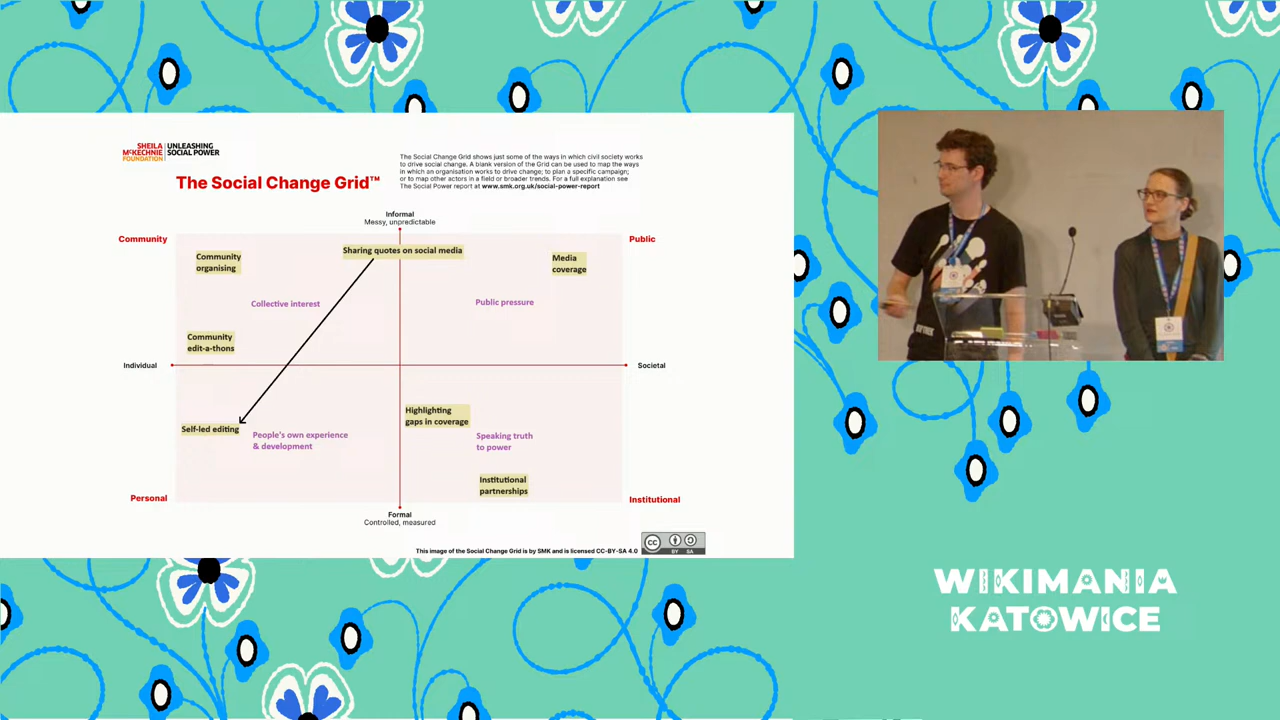 SHEILA
McKECHNIE
FOUNDATION
UNLEASHING
SOCIAL POWER
The Social Change Grid™
The Social Change Grid shows just some of the ways in which civil society works
to drive social change. A blank version of the Grid can be used to map the ways
in which an organisation works to drive change; to plan a specific campaign;
or to map other actors in a field or broader trends. For a full explanation see
The Social Power report at www.smk.org.uk/social-power-report
Informal
Messy, unpredictable
Community
Public
Sharing quotes on social media
Community
organising
Media
coverage
Collective interest
Public pressure
Community
edit-a-thons
Individual
Societal
Highlighting
gaps in coverage
Self-led editing
People's own experience
& development
Speaking truth
to power
Institutional
partnerships
Personal
Institutional
Formal
Controlled, measured
This image of the Social Change Grid is by SMK and is licensed CC-BY-SA 4.0
CC
BY SA
WIKIMANIA
KATOWICE